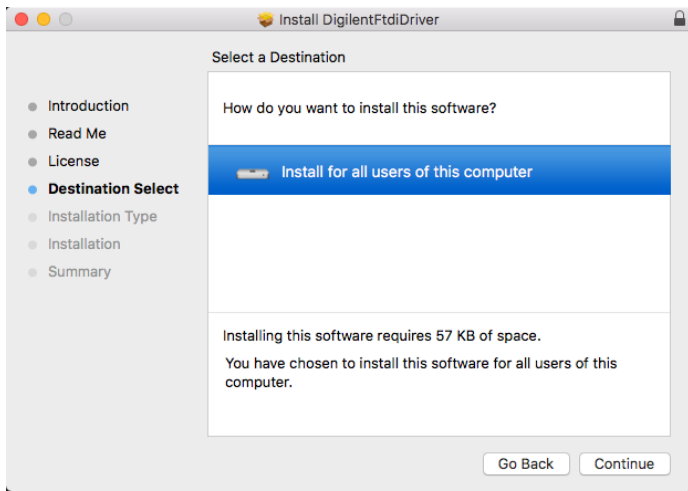 Install DigilentFtdiDriver
Select a Destination
Introduction
Read Me
License
Destination Select
Installation Type
Installation
Summary
How do you want to install this software?
Install for all users of this computer
Installing this software requires 57 KB of space.
You have chosen to install this software for all users of this
computer.
Go Back
Continue